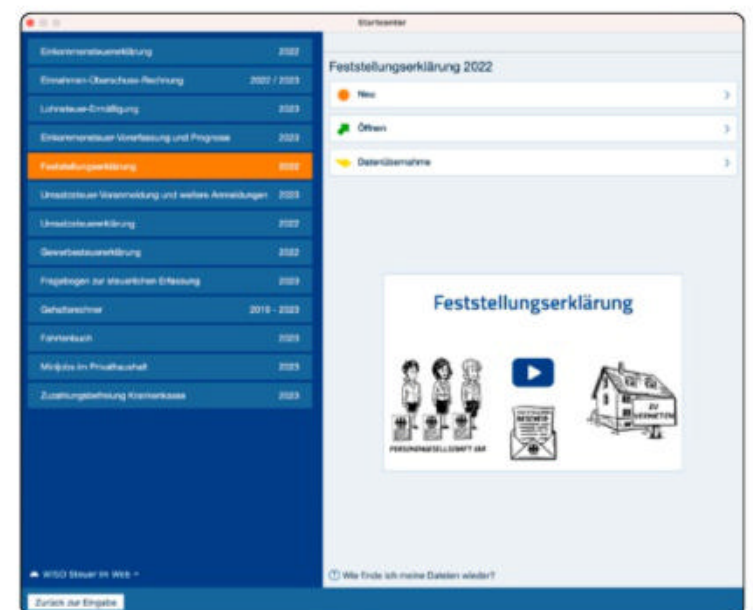 Startcenter
Einkommensteuererklärung 2022
Einnahmen-Überschuss-Rechnung 2022 / 2023
Lohnsteuer-Ermäßigung 2023
Einkommensteuer-Vorerfassung und Prognose 2023
Feststellungserklärung 2022
Umsatzsteuer-Voranmeldung und weitere Anmeldungen 2023
Umsatzsteuererklärung 2022
Gewerbesteuererklärung 2022
Fragebogen zur steuerlichen Erfassung 2023
Gehaltsrechner 2010 - 2023
Fahrtenbuch 2023
Minijobs im Privathaushalt 2023
Zuzahlungsbefreiung Krankenkasse 2023
WISO Steuer im Web
Zurück zur Eingabe
Feststellungserklärung 2022
Neu
Öffnen
Datenübernahme
Feststellungserklärung
BESCHEID
ZU
VERMIETEN
PERSONENGESELLSCHAFT GBR
Wie finde ich meine Dateien wieder?